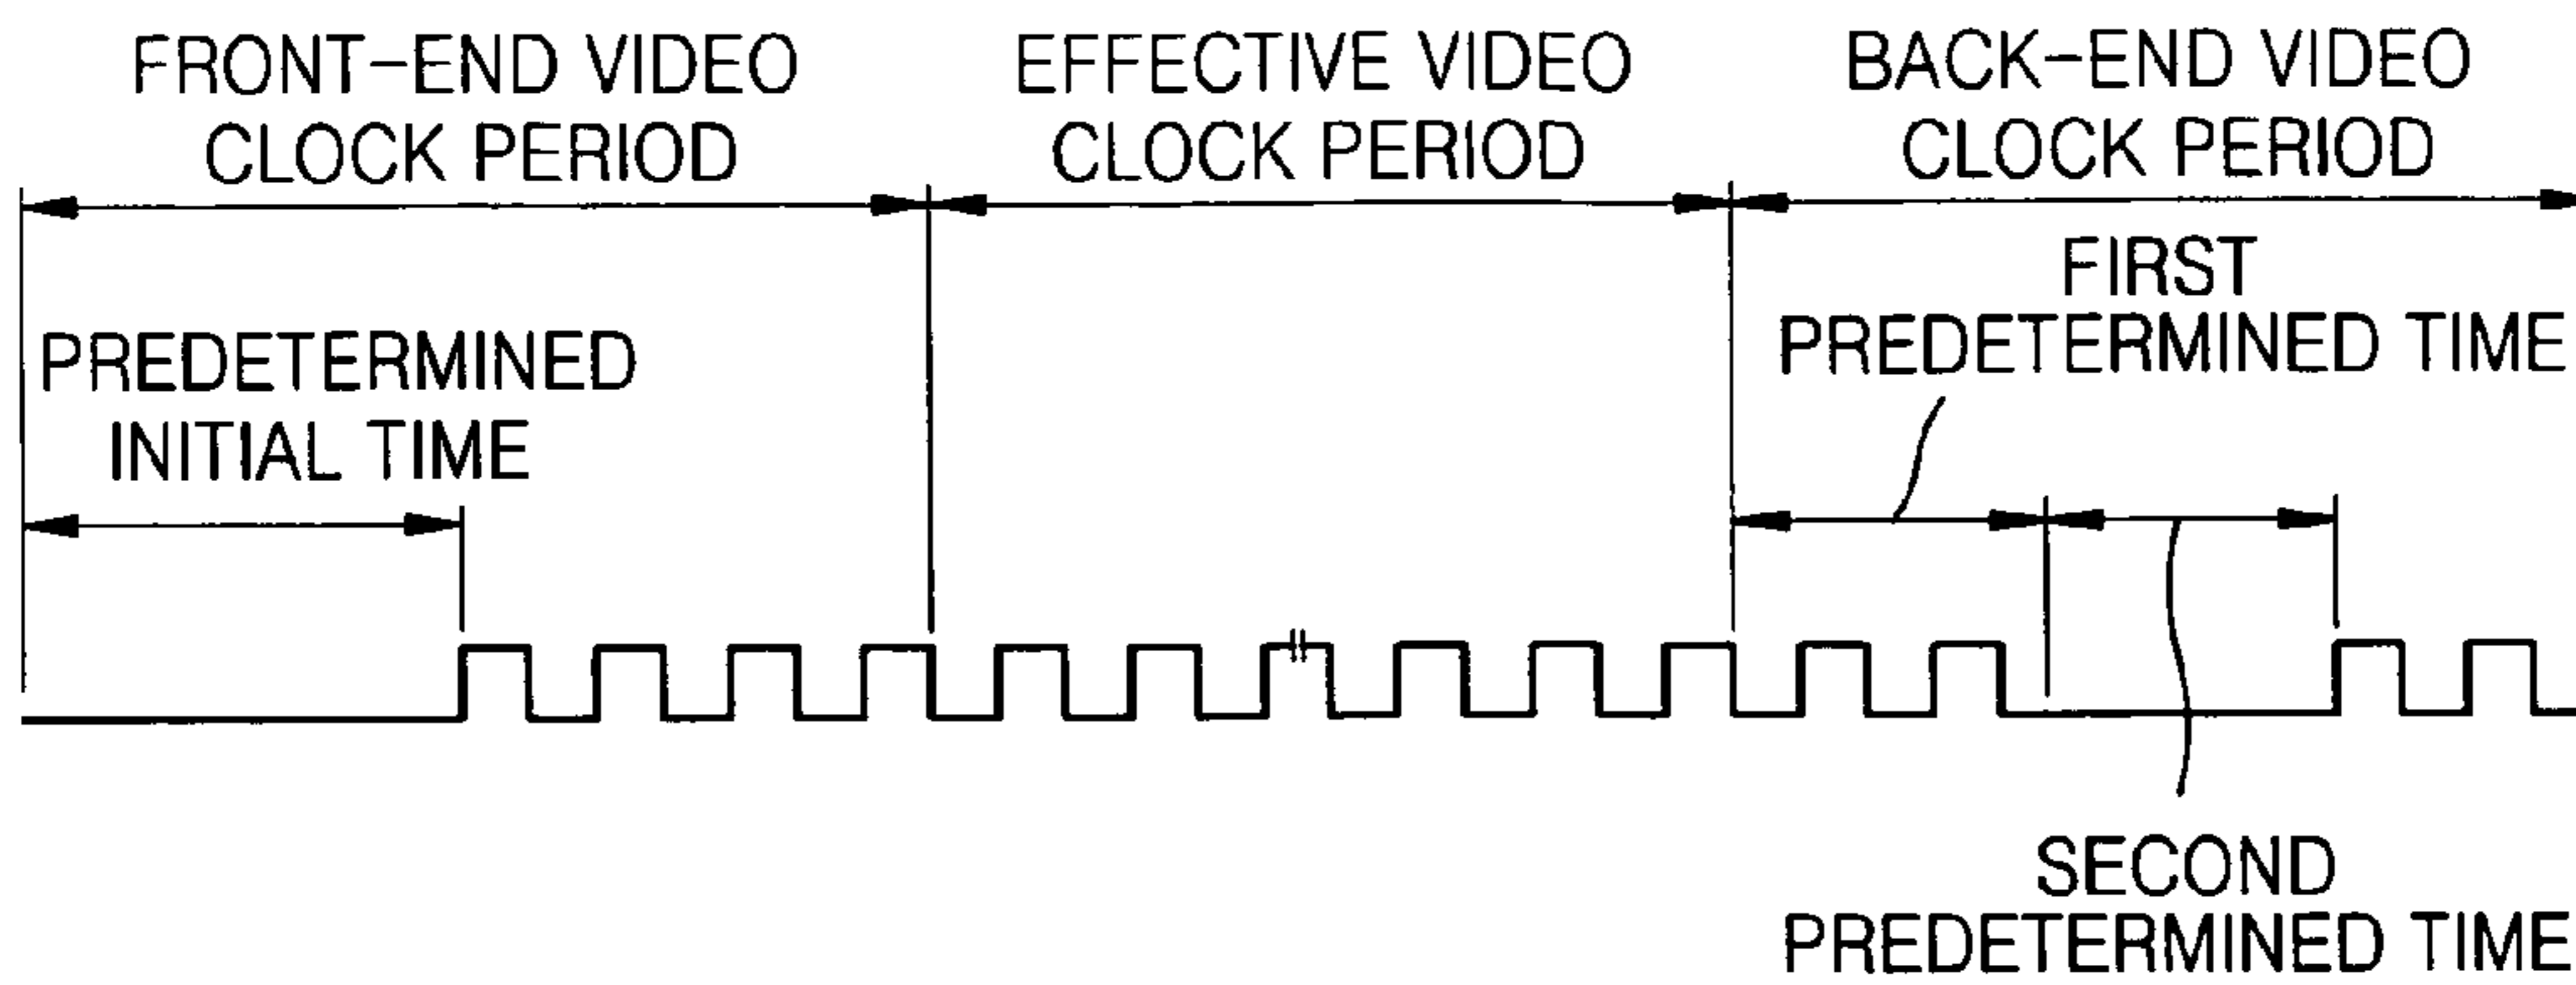 FRONT-END VIDEO
CLOCK PERIOD
EFFECTIVE VIDEO
CLOCK PERIOD
BACK-END VIDEO
CLOCK PERIOD
PREDETERMINED
INITIAL TIME
FIRST
PREDETERMINED TIME
SECOND
PREDETERMINED TIME